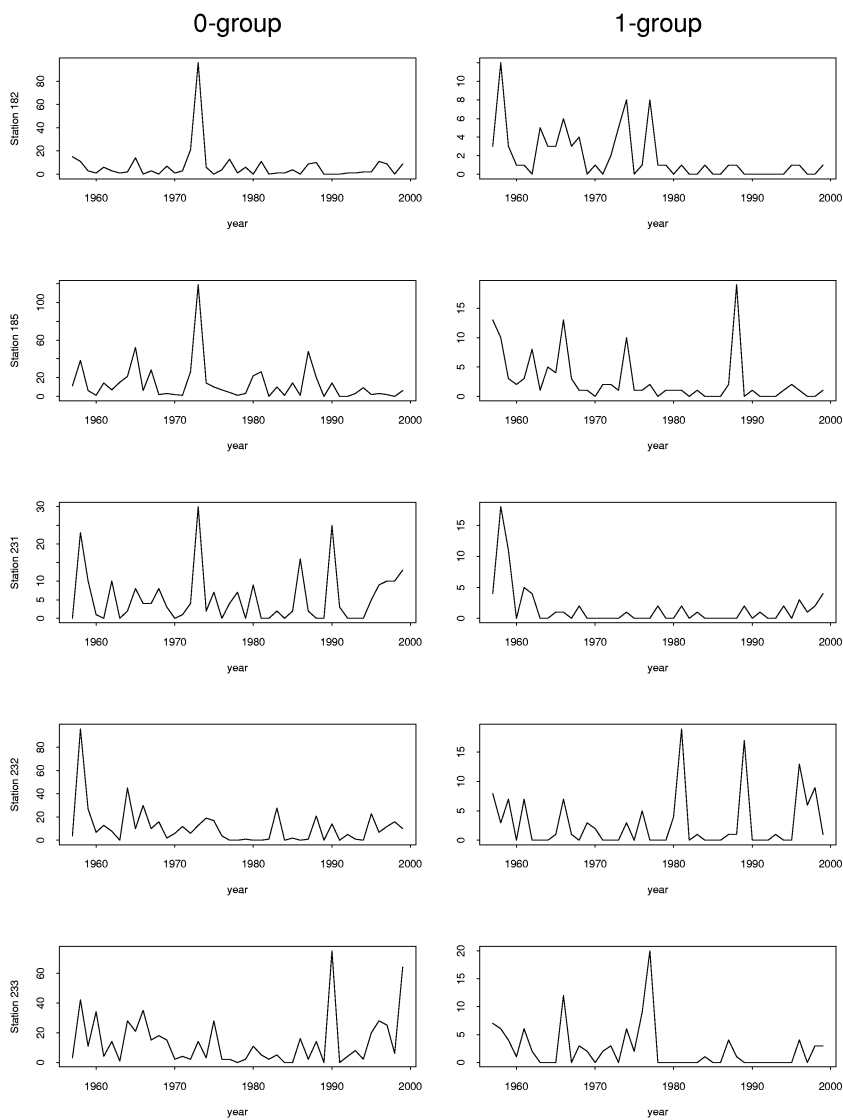 0-group 1-group
Station 182
0 20 40 60 80
1960 1970 1980 1990 2000
year
0 2 4 6 8 10
1960 1970 1980 1990 2000
year
Station 185
0 20 60 100
1960 1970 1980 1990 2000
year
0 5 10 15
1960 1970 1980 1990 2000
year
Station 231
0 5 10 20 30
1960 1970 1980 1990 2000
year
0 5 10 15
1960 1970 1980 1990 2000
year
Station 232
0 20 40 60 80
1960 1970 1980 1990 2000
year
0 5 10 15
1960 1970 1980 1990 2000
year
Station 233
0 20 40 60
1960 1970 1980 1990 2000
year
0 5 10 15 20
1960 1970 1980 1990 2000
year